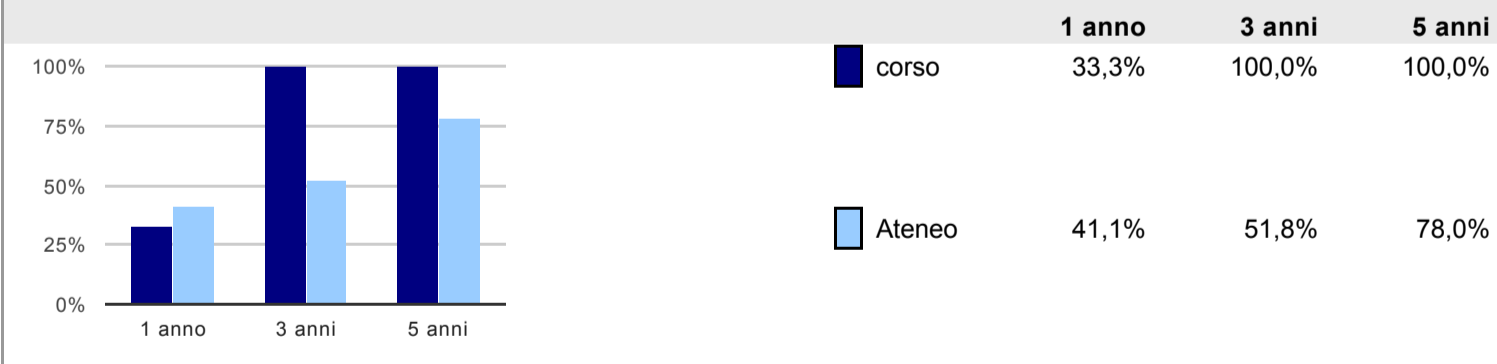 1 anno 3 anni 5 anni
corso 33,3% 100,0% 100,0%
Ateneo 41,1% 51,8% 78,0%
100%
75%
50%
25%
0%
1 anno 3 anni 5 anni